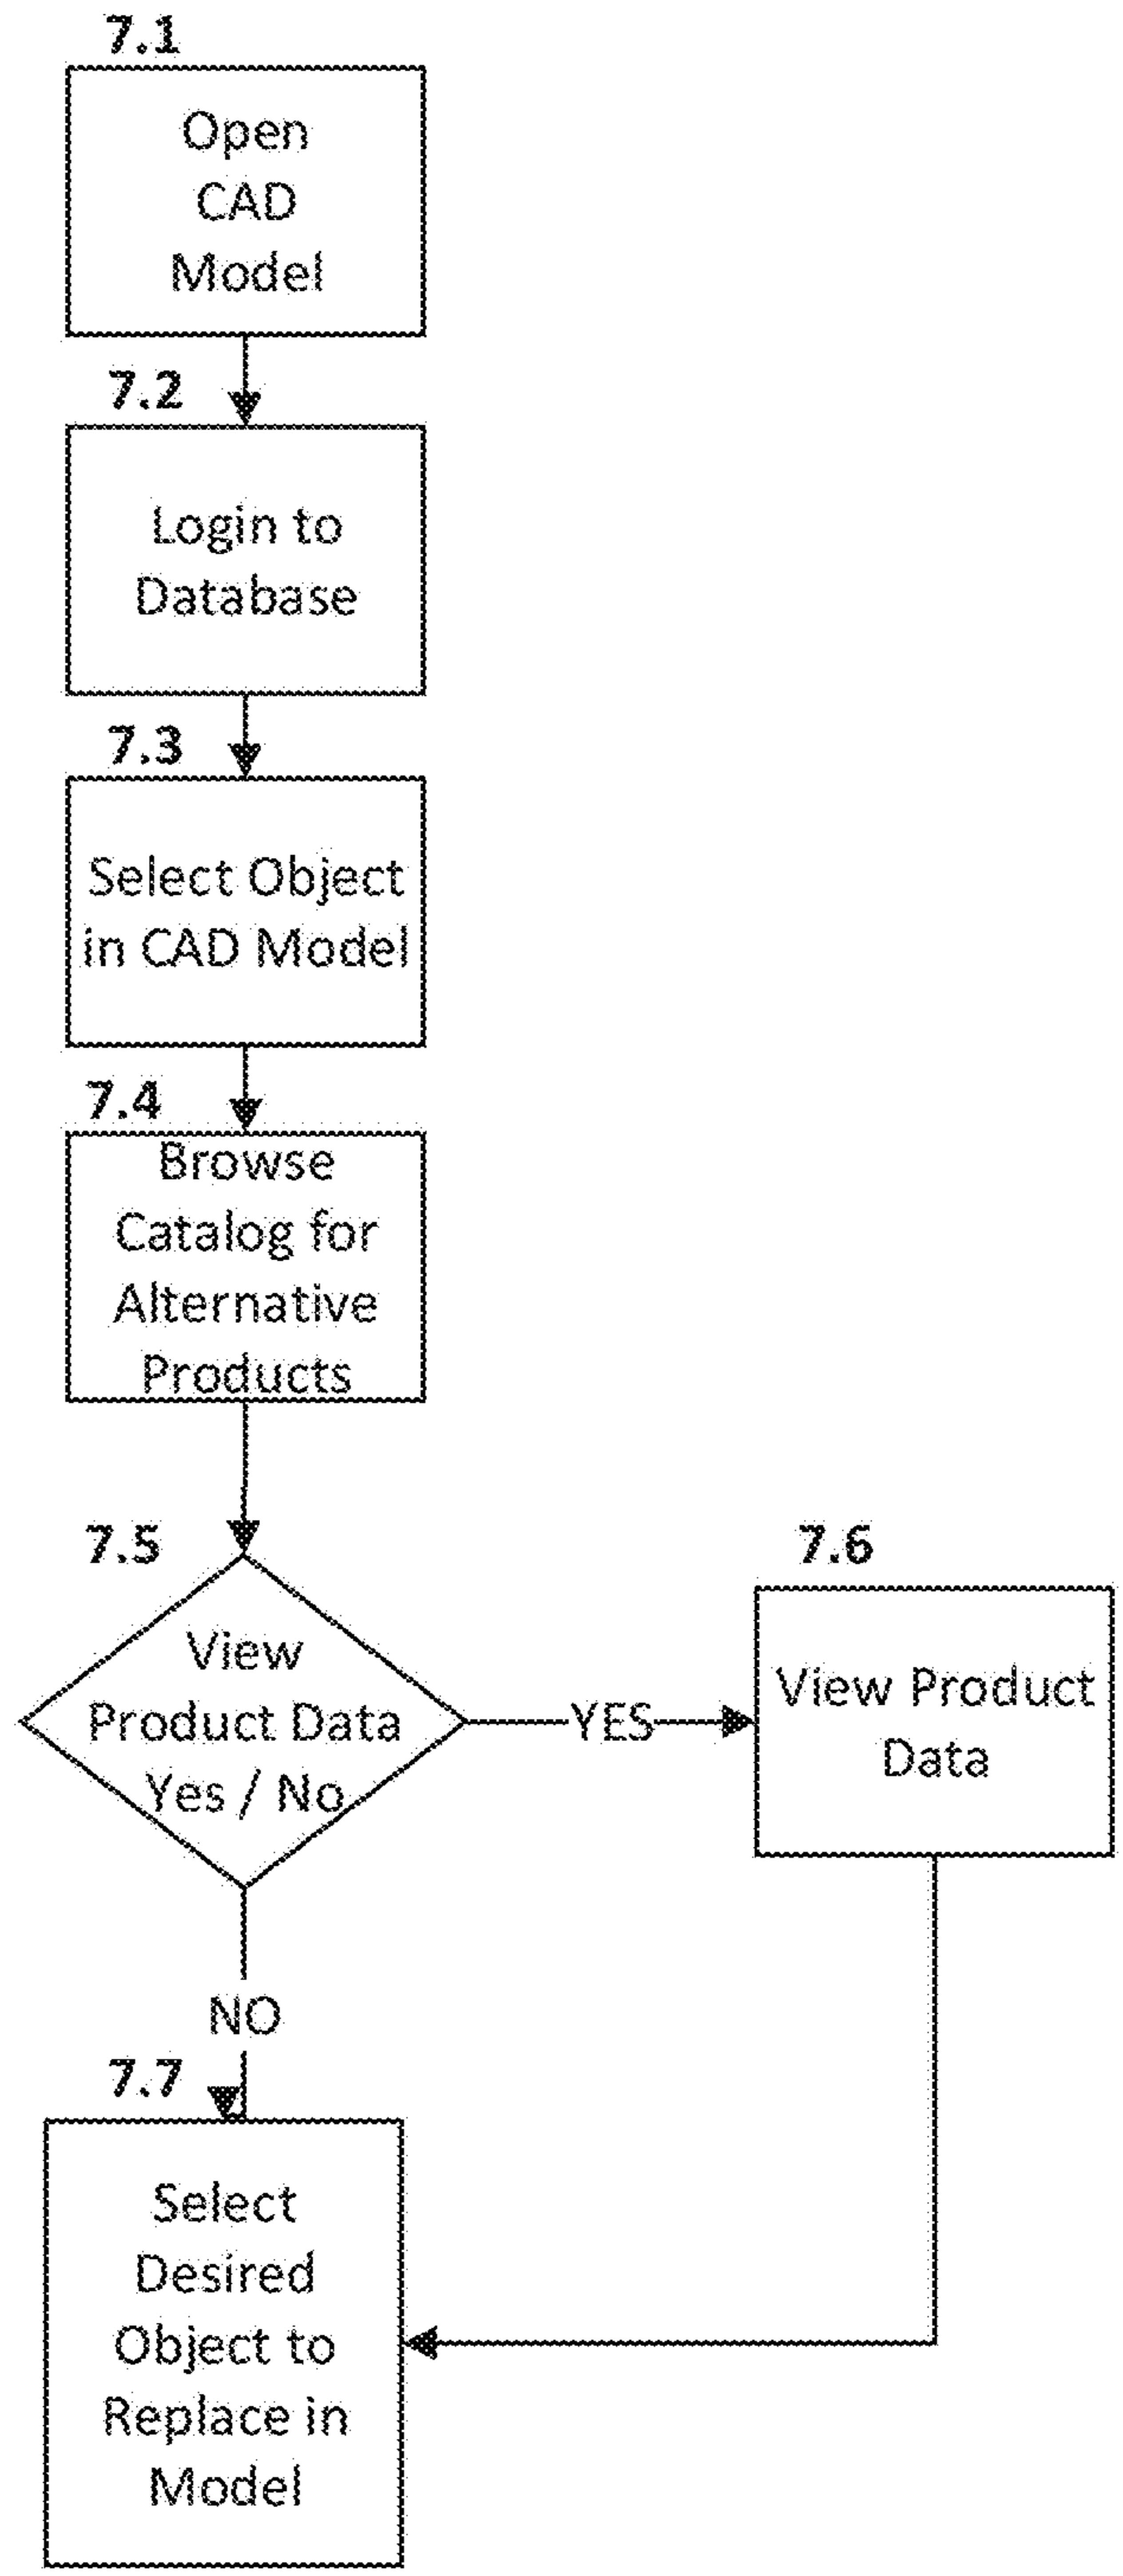 7.1
Open
CAD
Model
7.2
Login to
Database
7.3
Select Object
in CAD Model
7.4
Browse
Catalog for
Alternative
Products
7.5
View
Product Data
Yes / No
YES
7.6
View Product
Data
NO
7.7
Select
Desired
Object to
Replace in
Model